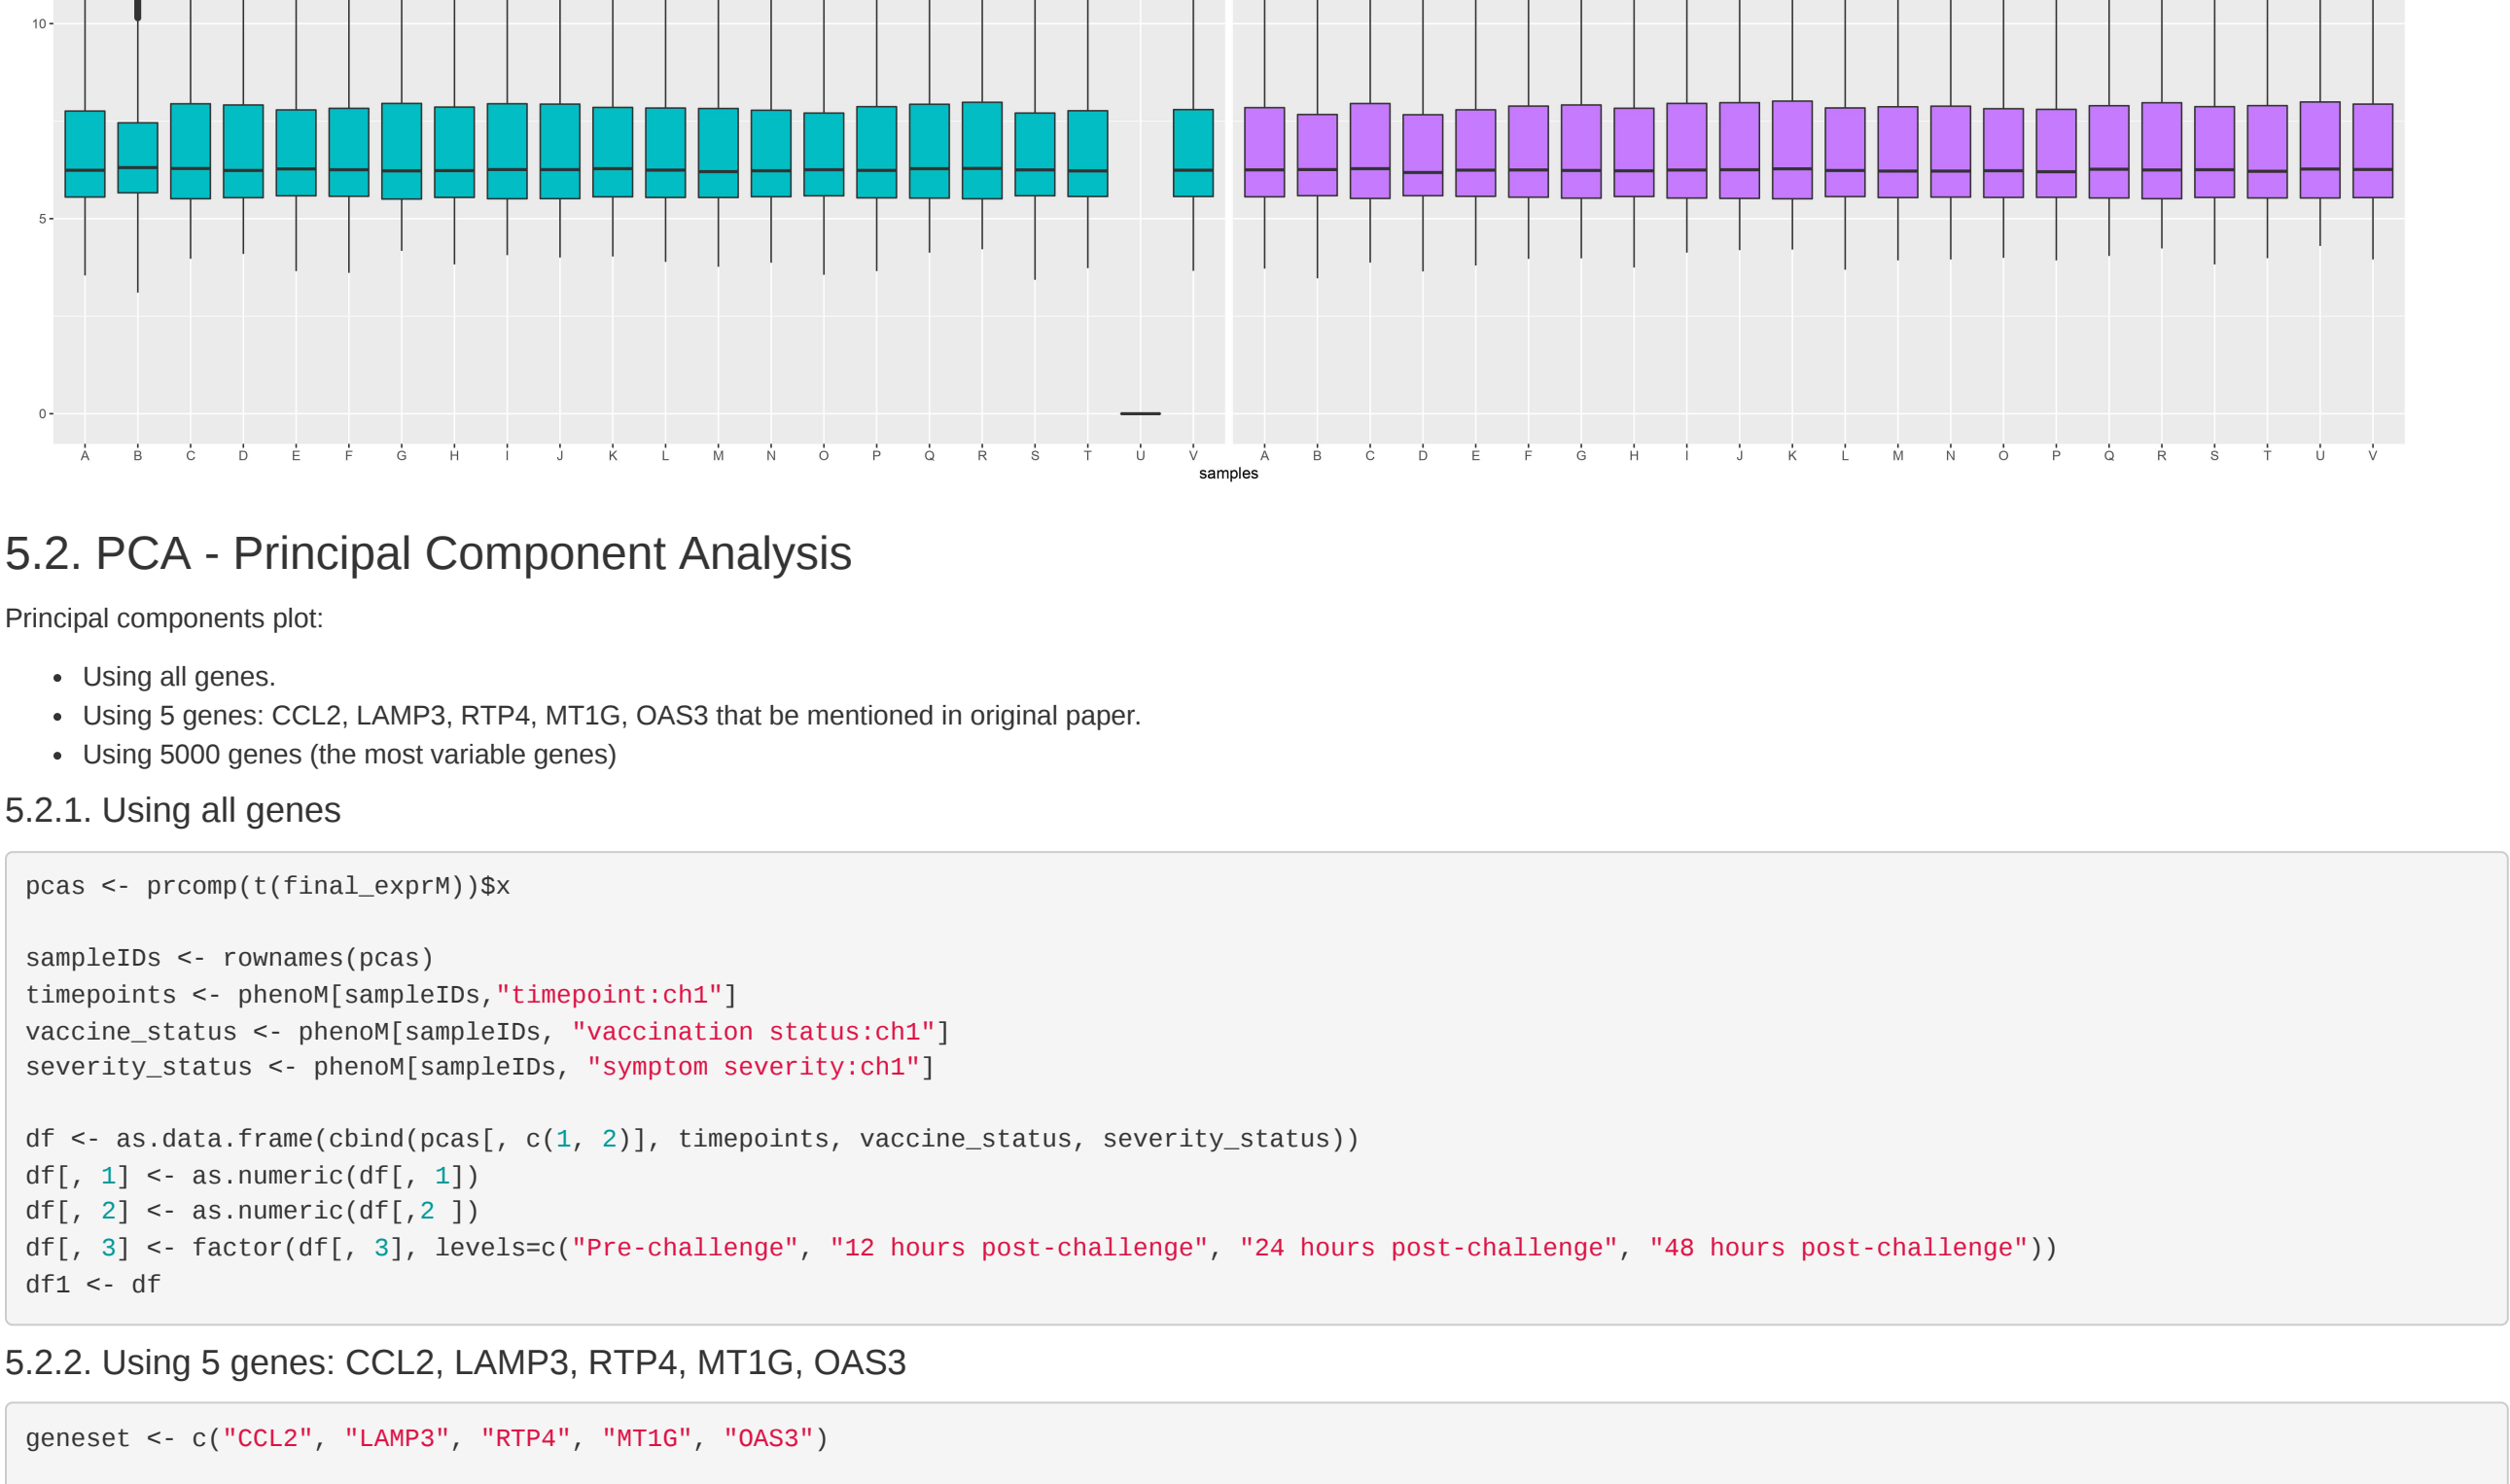 10
5
0
A B C D E F G H I J K L M N O P Q R S T U V A B C D E F G H I J K L M N O P Q R S T U V
samples
5.2. PCA - Principal Component Analysis
Principal components plot:
• Using all genes.
• Using 5 genes: CCL2, LAMP3, RTP4, MT1G, OAS3 that be mentioned in original paper.
• Using 5000 genes (the most variable genes)
5.2.1. Using all genes
pcas <- prcomp(t(final_exprM))$x
sampleIDs <- rownames(pcas)
timepoints <- phenoM[sampleIDs,"timepoint:ch1"]
vaccine_status <- phenoM[sampleIDs, "vaccination status:ch1"]
severity_status <- phenoM[sampleIDs, "symptom severity:ch1"]
df <- as.data.frame(cbind(pcas[, c(1, 2)], timepoints, vaccine_status, severity_status))
df[, 1] <- as.numeric(df[, 1])
df[, 2] <- as.numeric(df[,2 ])
df[, 3] <- factor(df[, 3], levels=c("Pre-challenge", "12 hours post-challenge", "24 hours post-challenge", "48 hours post-challenge"))
df1 <- df
5.2.2. Using 5 genes: CCL2, LAMP3, RTP4, MT1G, OAS3
geneset <- c("CCL2", "LAMP3", "RTP4", "MT1G", "OAS3")